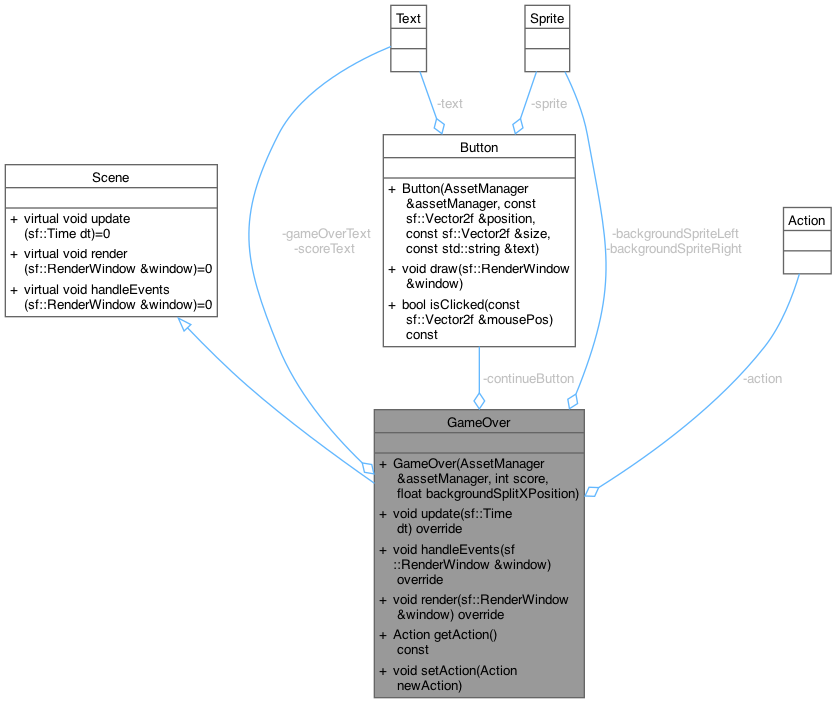 Text
Sprite
-text
-sprite
Scene
+ virtual void update
(sf::Time dt)=0
+ virtual void render
(sf::RenderWindow &window)=0
+ virtual void handleEvents
(sf::RenderWindow &window)=0
Button
+ Button(AssetManager
&assetManager, const
sf::Vector2f &position,
const sf::Vector2f &size,
const std::string &text)
+ void draw(sf::RenderWindow
&window)
+ bool isClicked(const
sf::Vector2f &mousePos)
const
Action
-gameOverText
-scoreText
-backgroundSpriteLeft
-backgroundSpriteRight
-continueButton
-action
GameOver
+ GameOver(AssetManager
&assetManager, int score,
float backgroundSplitXPosition)
+ void update(sf::Time
dt) override
+ void handleEvents(sf
::RenderWindow &window)
override
+ void render(sf::RenderWindow
&window) override
+ Action getAction()
const
+ void setAction(Action
newAction)